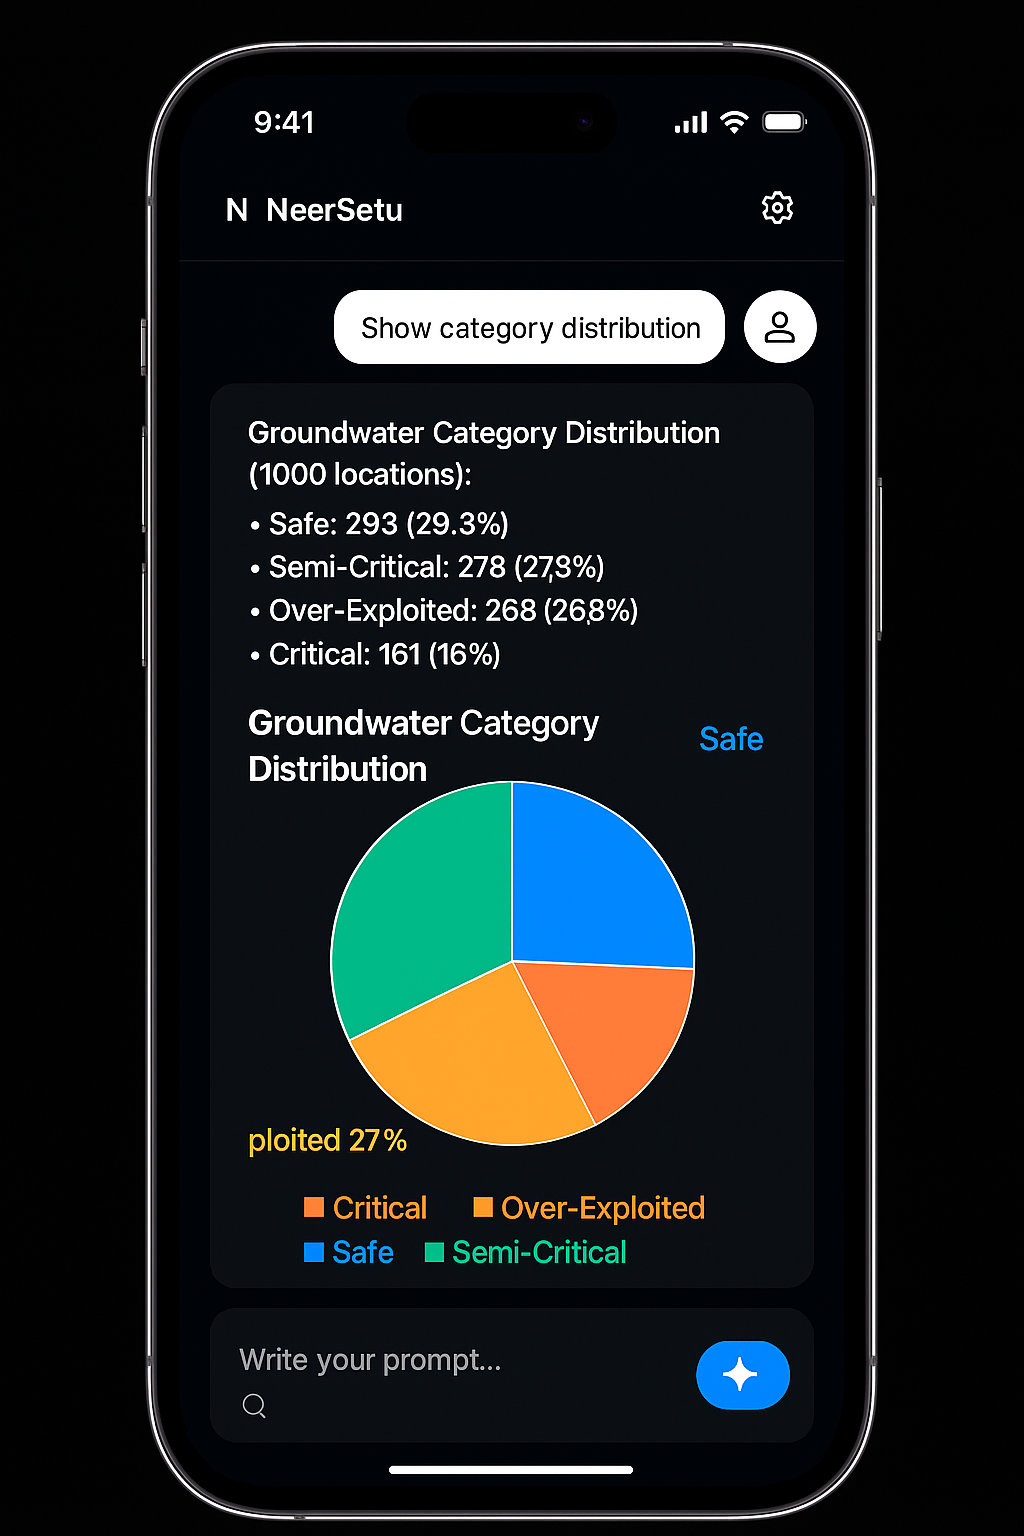 9:41
N NeerSetu
Show category distribution
Groundwater Category Distribution
(1000 locations):
• Safe: 293 (29.3%)
• Semi-Critical: 278 (27,8%)
• Over-Exploited: 268 (26,8%)
• Critical: 161 (16%)
Groundwater Category
Distribution
Safe
ploited 27%
Critical
Over-Exploited
Safe
Semi-Critical
Write your prompt...